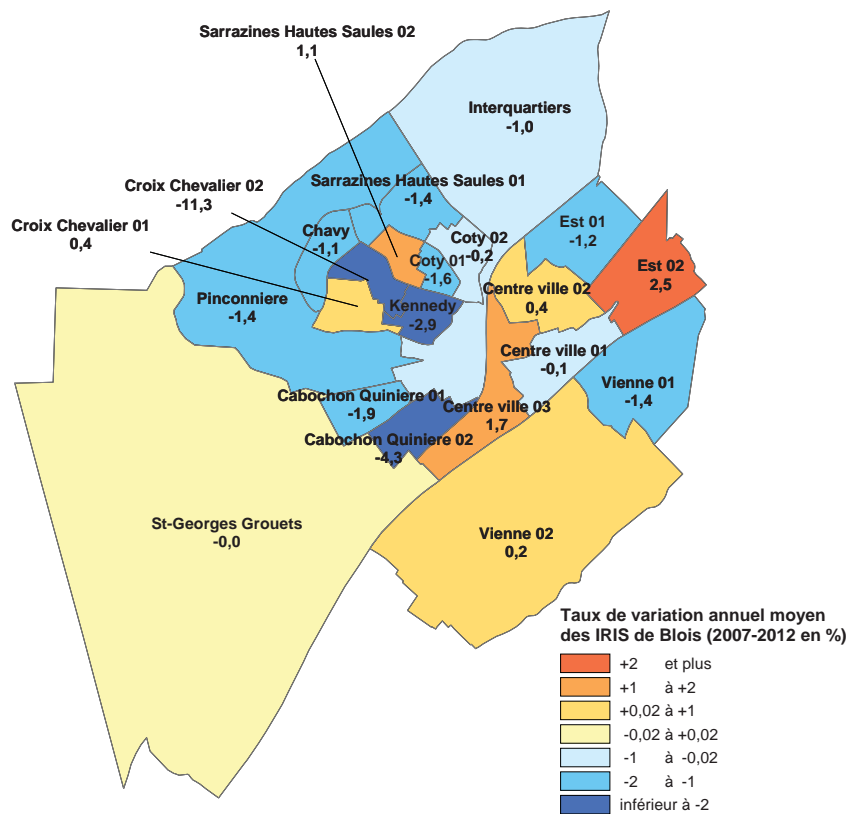 Sarrazines Hautes Saules 02
1,1
Interquartiers
-1,0
Croix Chevalier 02
-11,3
Sarrazines Hautes Saules 01
-1,4
Croix Chevalier 01
0,4
Chavy
-1,1
Coty 02
-0,2
Est 01
-1,2
Coty 01
-1,6
Est 02
2,5
Pinconniere
-1,4
Kennedy
-2,9
Centre ville 02
0,4
Centre ville 01
-0,1
Vienne 01
-1,4
Cabochon Quiniere 01
-1,9
Centre ville 03
1,7
Cabochon Quiniere 02
-4,3
St-Georges Grouets
-0,0
Vienne 02
0,2
Taux de variation annuel moyen
des IRIS de Blois (2007-2012 en %)
+2 et plus
+1 à +2
+0,02 à +1
-0,02 à +0,02
-1 à -0,02
-2 à -1
inférieur à -2